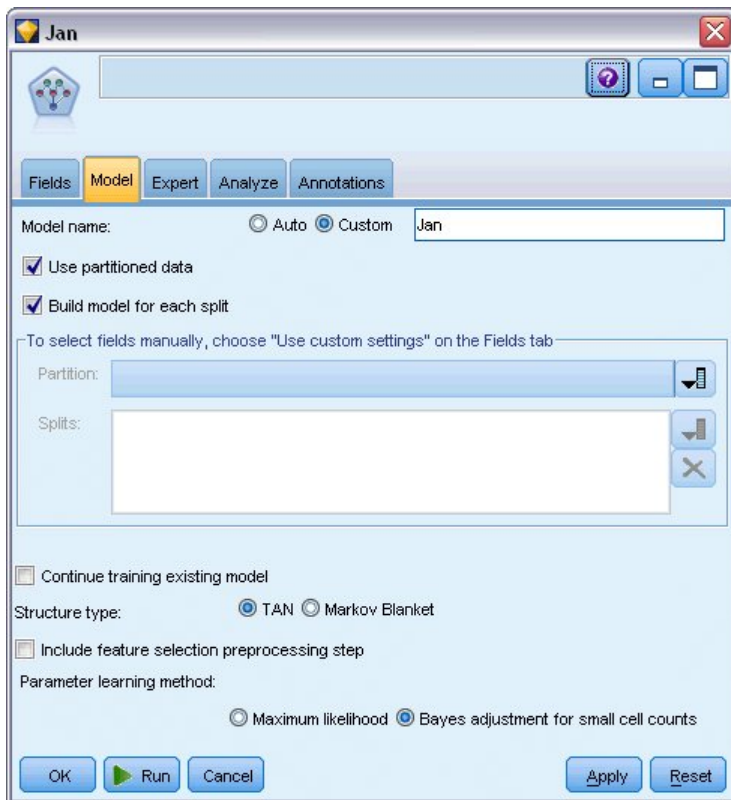 Jan
Fields Model Expert Analyze Annotations
Model name: Auto Custom Jan
Use partitioned data
Build model for each split
To select fields manually, choose "Use custom settings" on the Fields tab
Partition:
Splits:
Continue training existing model
Structure type: TAN Markov Blanket
Include feature selection preprocessing step
Parameter learning method:
Maximum likelihood Bayes adjustment for small cell counts
OK Run Cancel Apply Reset